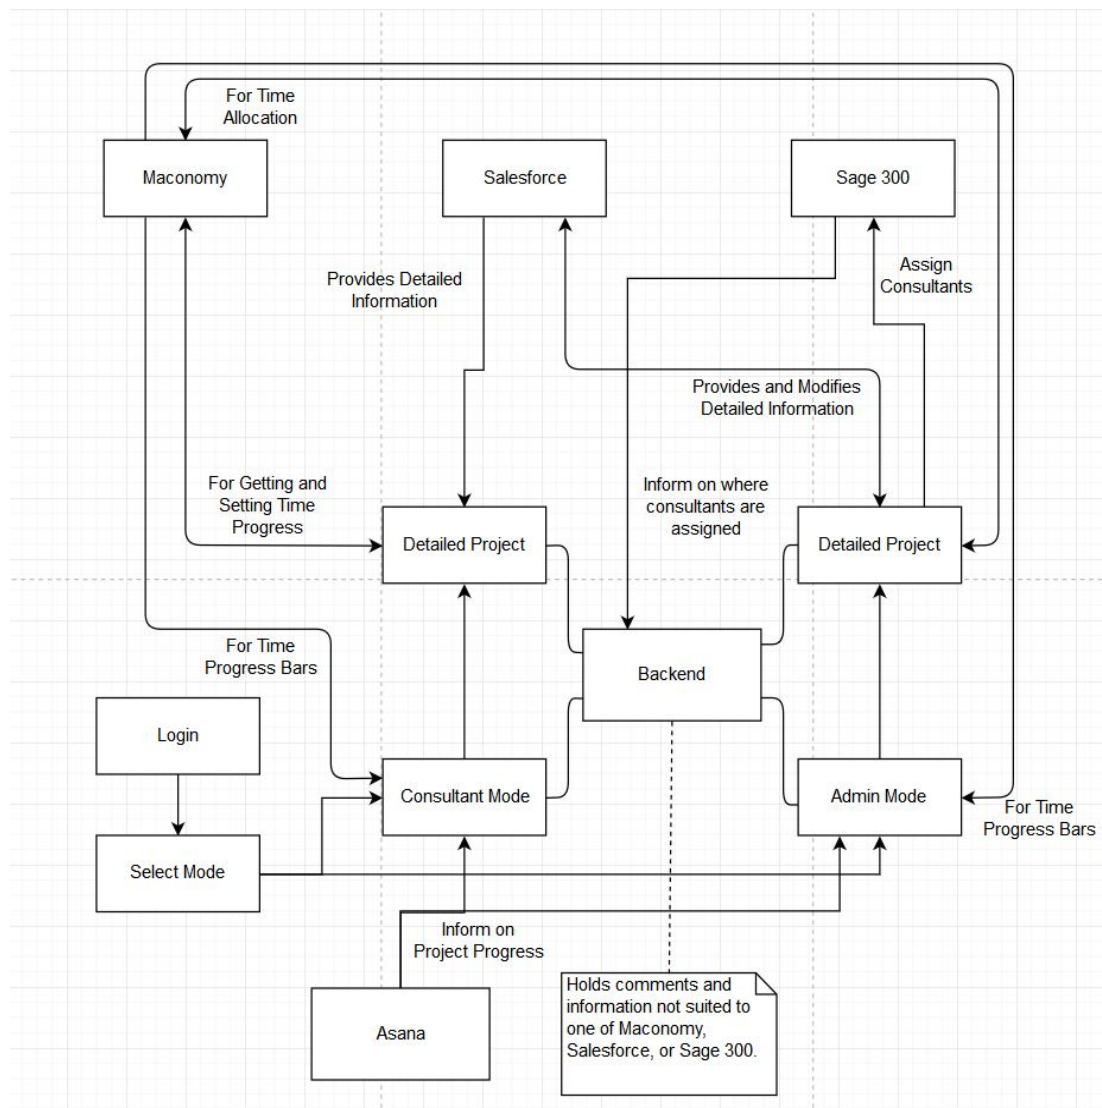 For Time
Allocation
Maconomy
Salesforce
Sage 300
Provides Detailed
Information
Assign
Consultants
Provides and Modifies
Detailed Information
For Getting and
Setting Time
Progress
Inform on where
consultants are
assigned
Detailed Project
Detailed Project
For Time
Progress Bars
Backend
Login
Consultant Mode
Admin Mode
For Time
Progress Bars
Select Mode
Inform on
Project Progress
Asana
Holds comments and
information not suited to
one of Maconomy,
Salesforce, or Sage 300.